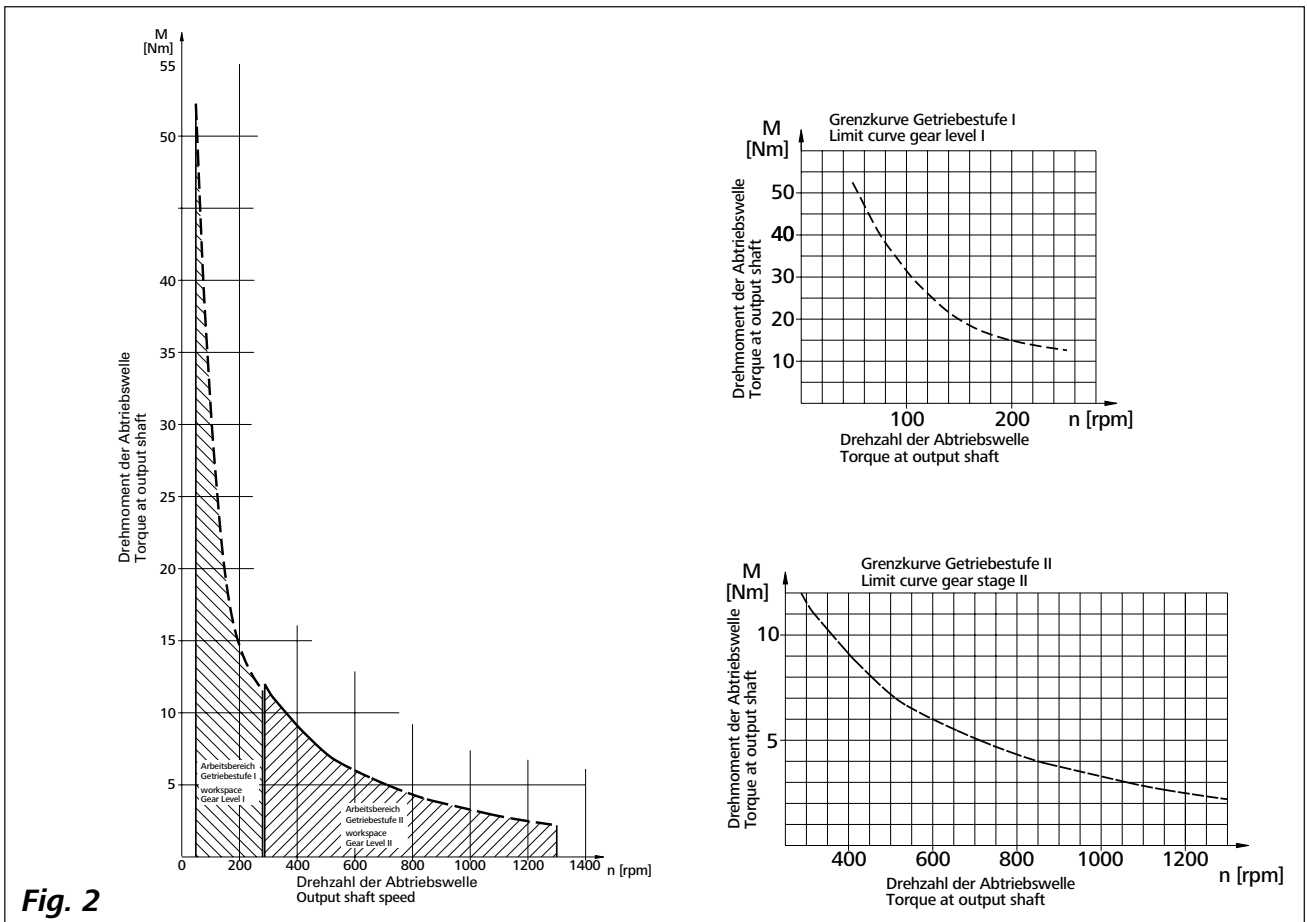 M
[Nm]
55
50
45
40
35
30
25
20
15
10
5
Drehmoment der Abtriebswelle
Torque at output shaft
Arbeitsbereich
Getriebestufe I
workspace
Gear Level I
Arbeitsbereich
Getriebestufe II
workspace
Gear Level II
0 200 400 600 800 1000 1200 1400 n [rpm]
Drehzahl der Abtriebswelle
Output shaft speed
Grenzkurve Getriebestufe I
Limit curve gear level I
M
[Nm]
50
40
30
20
10
Drehmoment der Abtriebswelle
Torque at output shaft
100 200 n [rpm]
Drehzahl der Abtriebswelle
Torque at output shaft
Grenzkurve Getriebestufe II
Limit curve gear stage II
M
[Nm]
10
5
Drehmoment der Abtriebswelle
Torque at output shaft
400 600 800 1000 1200 n [rpm]
Drehzahl der Abtriebswelle
Torque at output shaft
Fig. 2